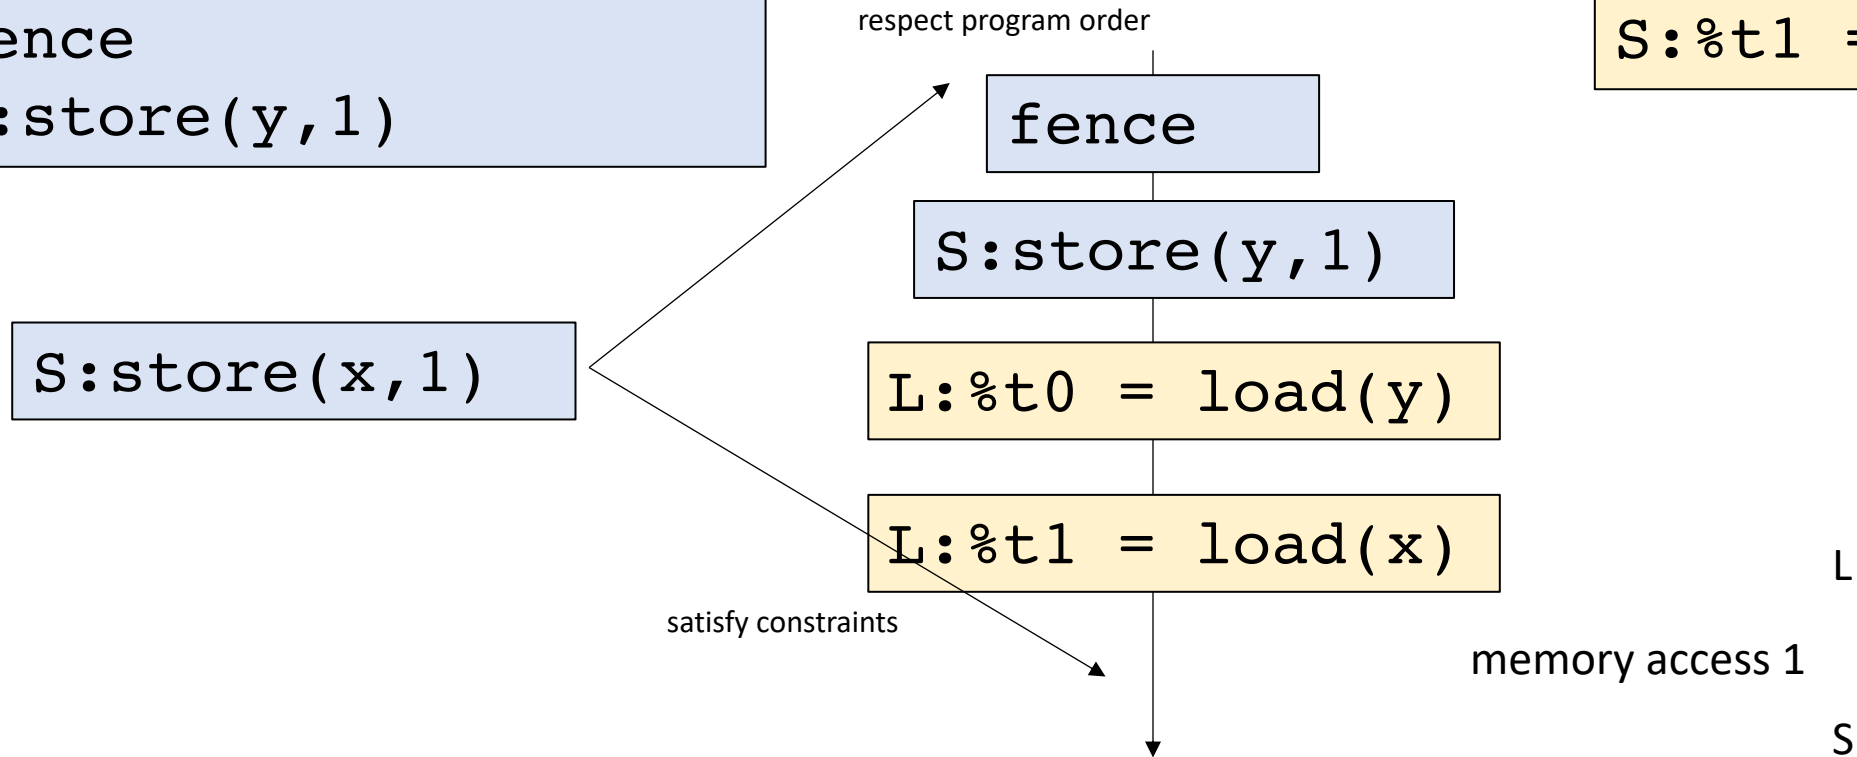 ence
:store(y,1)
respect program order
S:%t1 =
fence
S:store(y,1)
S:store(x,1)
L:%t0 = load(y)
L:%t1 = load(x)
satisfy constraints
L
memory access 1
S